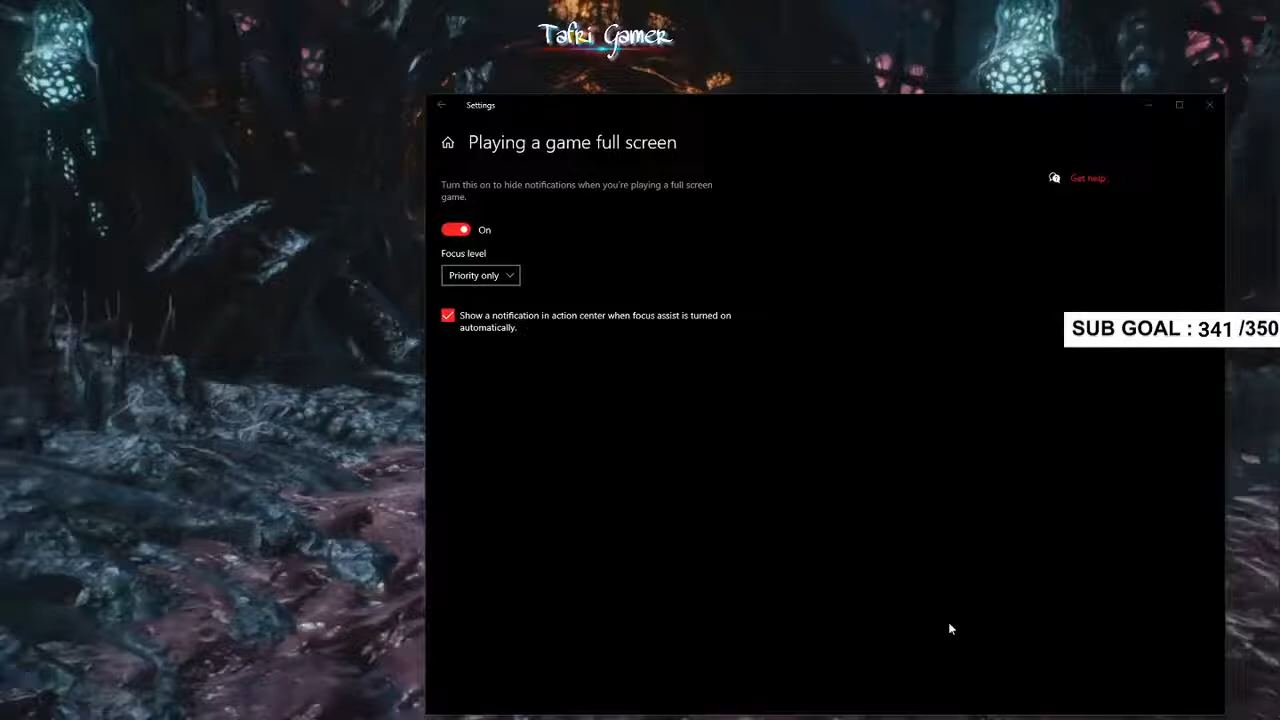 Tafri Gamer
Settings
Playing a game full screen
Turn this on to hide notifications when you're playing a full screen
game.
Get help
On
Focus level
Priority only
Show a notification in action center when focus assist is turned on
automatically.
SUB GOAL : 341 /350